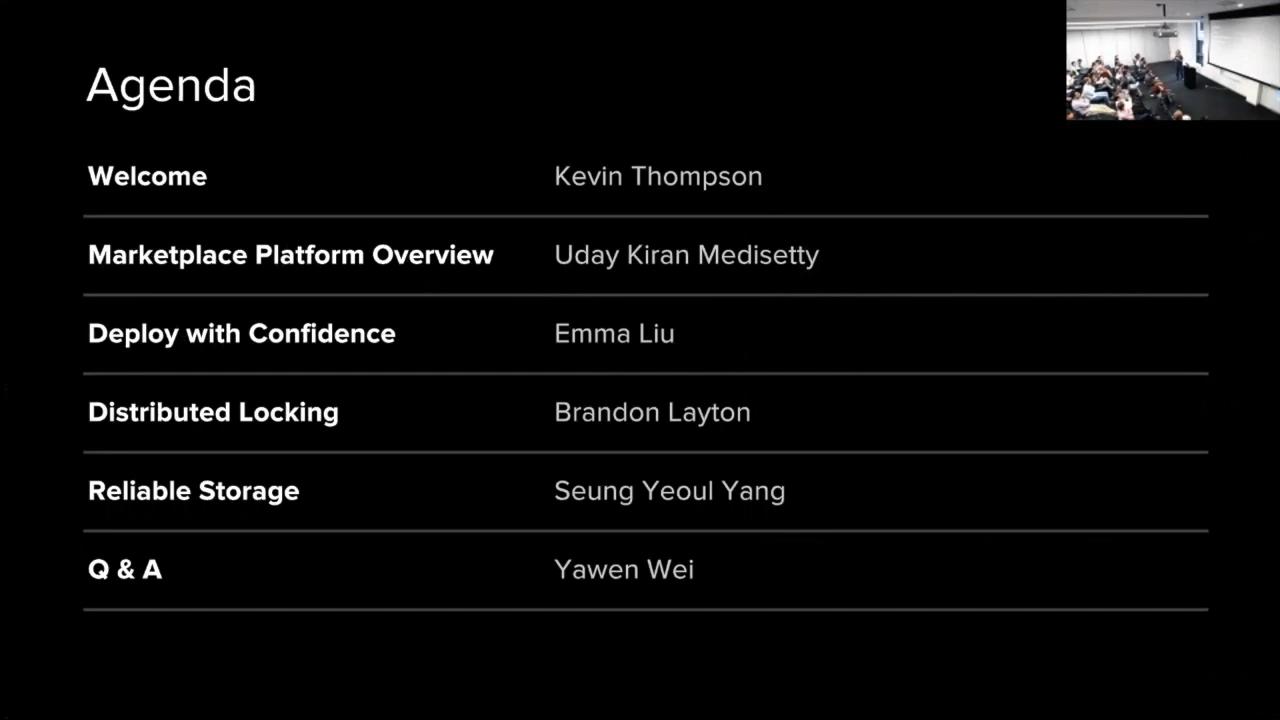 Agenda
Welcome Kevin Thompson
Marketplace Platform Overview Uday Kiran Medisetty
Deploy with Confidence Emma Liu
Distributed Locking Brandon Layton
Reliable Storage Seung Yeoul Yang
Q & A Yawen Wei